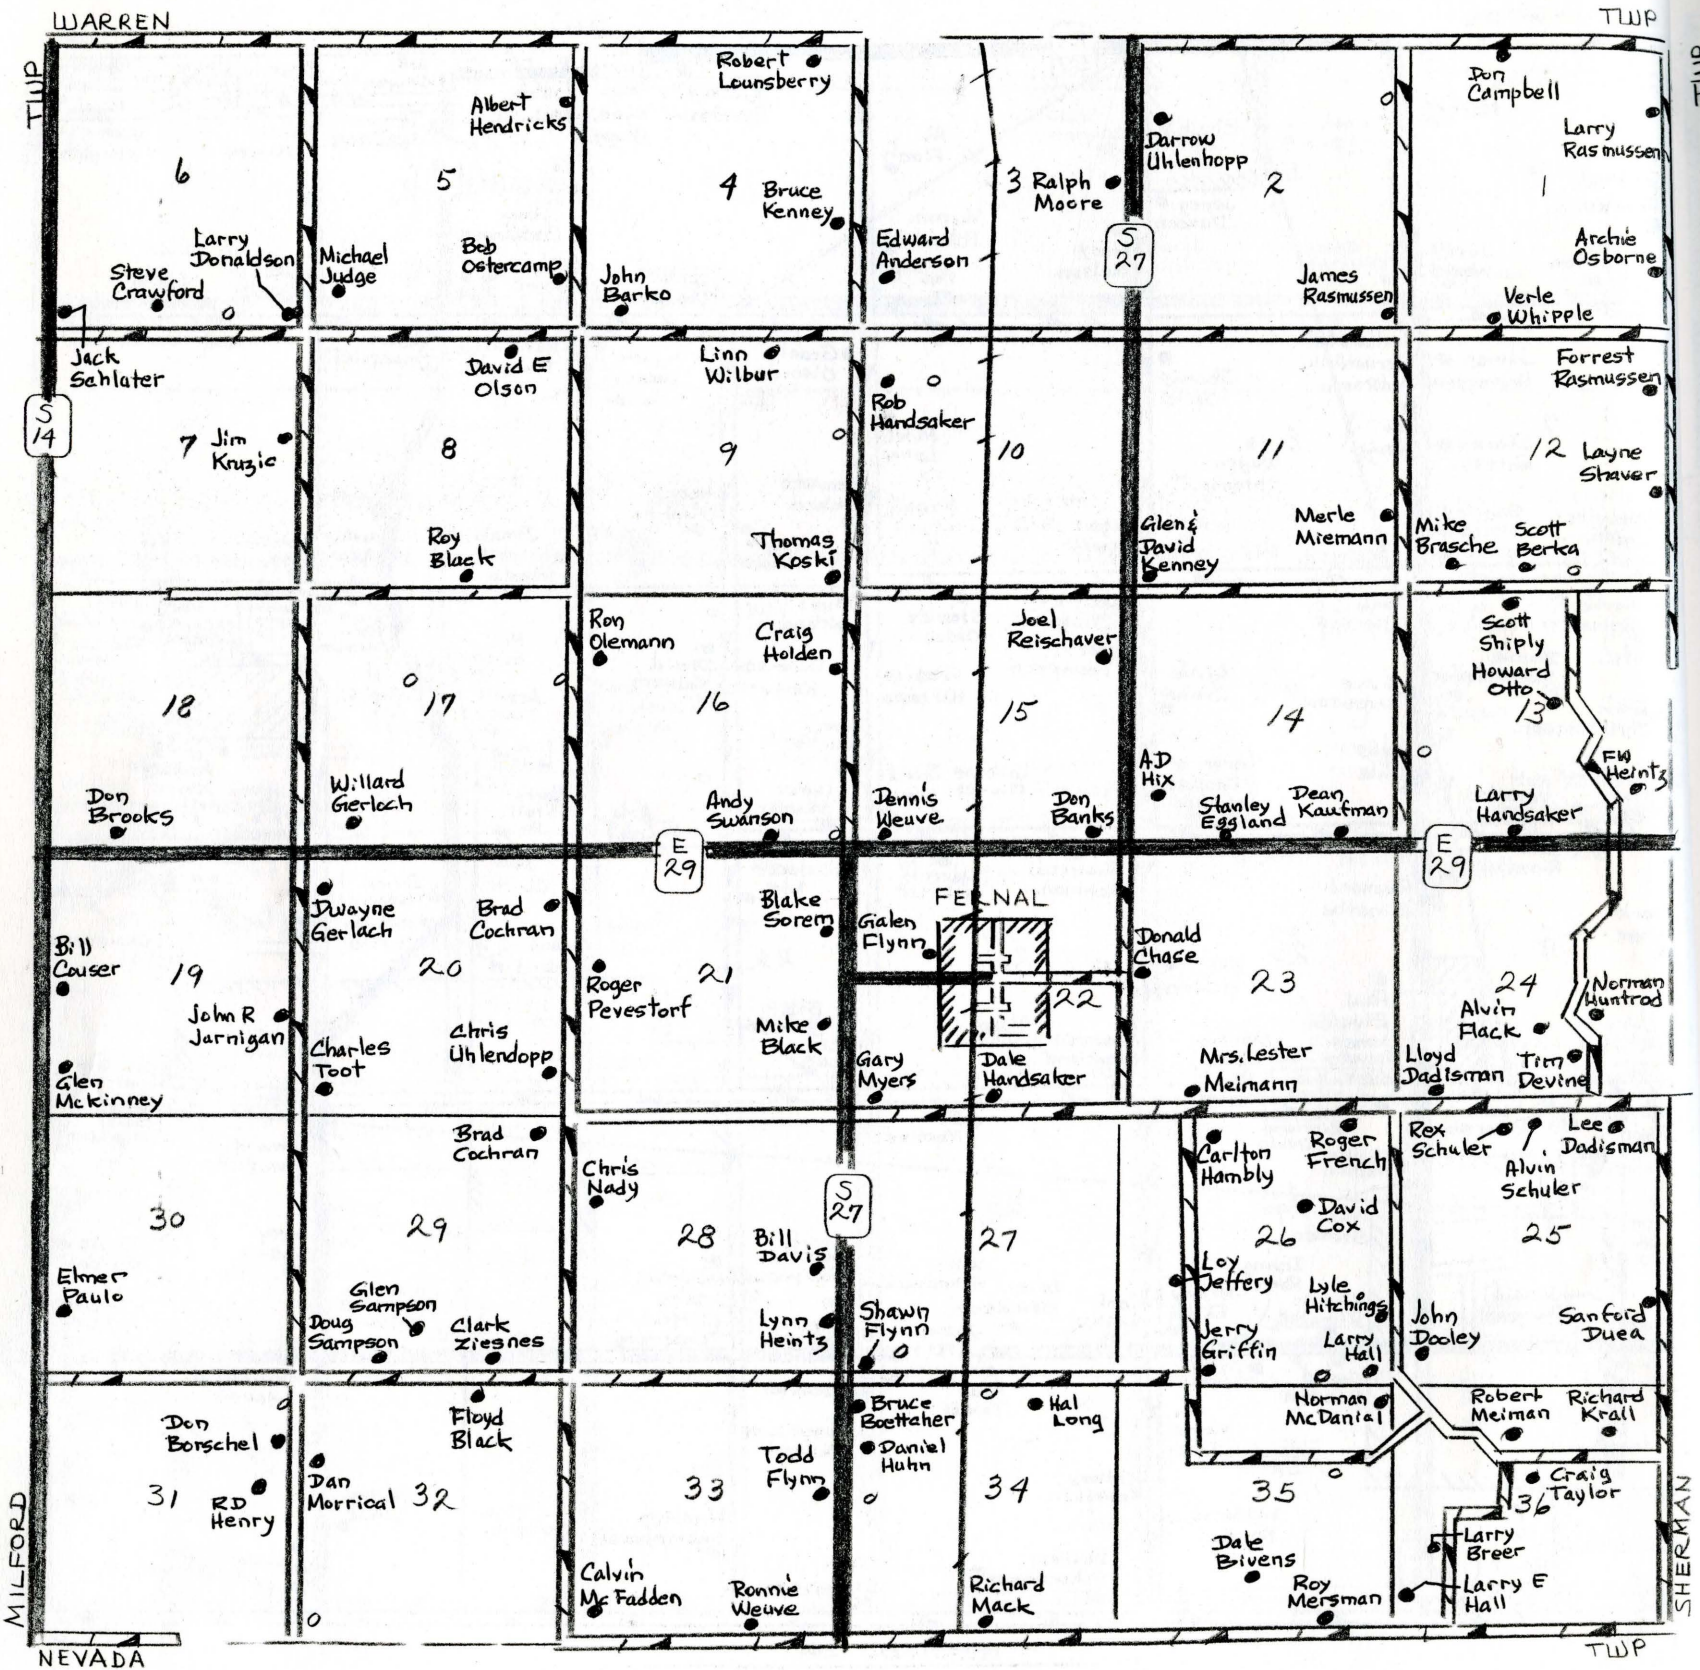 WARREN
TWP
TWP
TWP
Robert
Lounsberry
Albert
Hendricks
Don
Campbell
Larry
Rasmussen
Darrow
Uhlenhopp
6
5
4
Bruce
Kenney
3
Ralph
Moore
2
1
Larry
Donaldson
Steve
Crawford
Michael
Judge
Bob
Ostercamp
John
Barko
Edward
Anderson
S
27
James
Rasmussen
Archie
Osborne
Verle
Whipple
Jack
Sahlater
David E
Olson
Linn
Wilbur
Rob
Handsaker
Forrest
Rasmussen
S
14
7
Jim
Kruzic
8
9
10
11
12
Layne
Shaver
Roy
Black
Thomas
Koski
Glen &
David
Kenney
Merle
Miemann
Mike
Brasche
Scott
Berka
Ron
Olemann
Craig
Holden
Joel
Reischaver
Scott
Shiply
Howard
Otto
18
17
16
15
14
13
FW
Heintz
Don
Brooks
Willard
Gerloch
Andy
Swanson
Dennis
Weuve
Don
Banks
AD
Hix
Stanley
Eggland
Dean
Kaufman
Larry
Handsaker
E
29
E
29
Dwayne
Gerlach
Brad
Cochran
Blake
Sorem
Galen
Flynn
FERNAL
Donald
Chase
Bill
Couser
19
20
Roger
Pevestorf
21
22
23
24
Norman
Huntrod
John R
Jarnigan
Charles
Toot
Chris
Uhlendopp
Mike
Black
Gary
Myers
Dale
Handsaker
Mrs. Lester
Meimann
Lloyd
Dadisman
Alvin
Flack
Tim
Devine
Glen
McKinney
Brad
Cochran
Chris
Nady
Carlton
Hambly
Roger
French
Rex
Schuler
Alvin
Schuler
Lee
Dadisman
30
29
28
S
27
27
David
Cox
26
25
Bill
Davis
Elmer
Paulo
Glen
Sampson
Doug
Sampson
Clark
Ziesnes
Lynn
Heintz
Shawn
Flynn
Loy
Jeffery
Lyle
Hitchings
Jerry
Griffin
Larry
Hall
John
Dooley
Sanford
Duea
Don
Borschel
Floyd
Black
Bruce
Boettaher
Hal
Long
Norman
McDanial
Robert
Meiman
Richard
Krall
Daniel
Huhn
Todd
Flynn
31
RD
Henry
Dan
Morrical
32
33
34
35
36
Craig
Taylor
Larry
Breer
Dale
Bivens
Larry E
Hall
Calvin
McFadden
Ronnie
Weuve
Richard
Mack
Roy
Mersman
MILFORD
SHERMAN
NEVADA
TWP